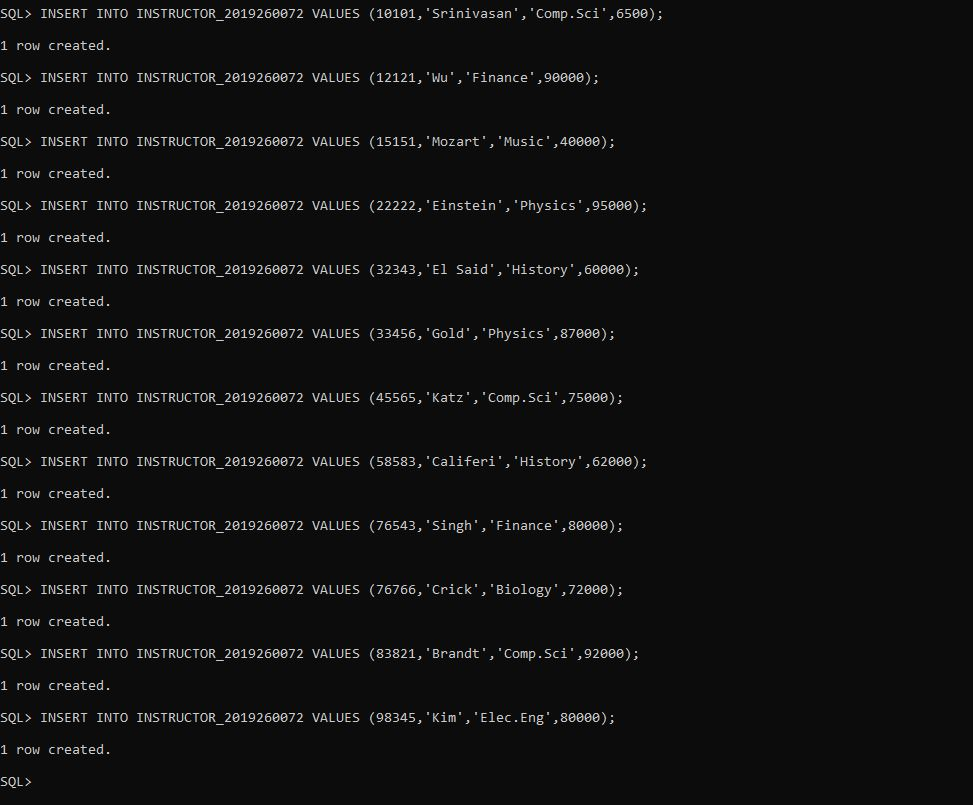 SQL> INSERT INTO INSTRUCTOR_2019260072 VALUES (10101,'Srinivasan','Comp.Sci',6500);
1 row created.
SQL> INSERT INTO INSTRUCTOR_2019260072 VALUES (12121,'Wu','Finance',90000);
1 row created.
SQL> INSERT INTO INSTRUCTOR_2019260072 VALUES (15151,'Mozart','Music',40000);
1 row created.
SQL> INSERT INTO INSTRUCTOR_2019260072 VALUES (22222,'Einstein','Physics',95000);
1 row created.
SQL> INSERT INTO INSTRUCTOR_2019260072 VALUES (32343,'El Said','History',60000);
1 row created.
SQL> INSERT INTO INSTRUCTOR_2019260072 VALUES (33456,'Gold','Physics',87000);
1 row created.
SQL> INSERT INTO INSTRUCTOR_2019260072 VALUES (45565,'Katz','Comp.Sci',75000);
1 row created.
SQL> INSERT INTO INSTRUCTOR_2019260072 VALUES (58583,'Califeri','History',62000);
1 row created.
SQL> INSERT INTO INSTRUCTOR_2019260072 VALUES (76543,'Singh','Finance',80000);
1 row created.
SQL> INSERT INTO INSTRUCTOR_2019260072 VALUES (76766,'Crick','Biology',72000);
1 row created.
SQL> INSERT INTO INSTRUCTOR_2019260072 VALUES (83821,'Brandt','Comp.Sci',92000);
1 row created.
SQL> INSERT INTO INSTRUCTOR_2019260072 VALUES (98345,'Kim','Elec.Eng',80000);
1 row created.
SQL>